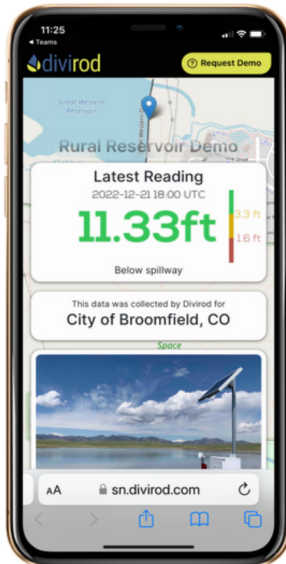 11:25
◄ Teams
divirod
Request Demo
Great Western
Reservoir
Rural Reservoir Demo
Latest Reading
2022-12-21 18:00 UTC
11.33ft
3.3 ft
1.6 ft
Below spillway
This data was collected by Divirod for
City of Broomfield, CO
Space
AA
sn.divirod.com